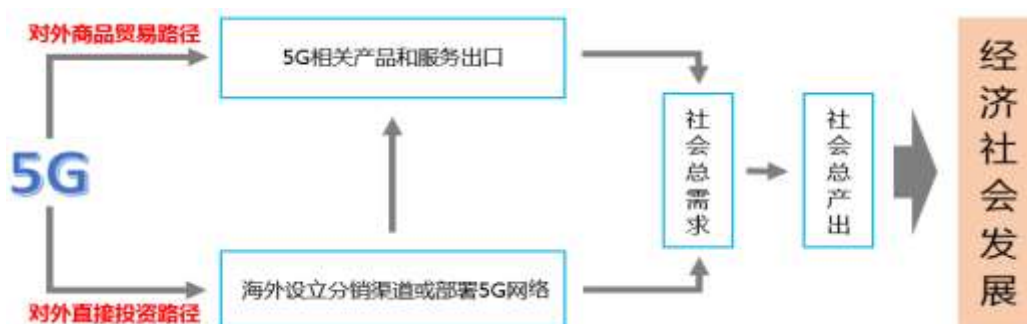 对外商品贸易路径
5G相关产品和服务出口
5G
社会总需求
社会总产出
经济社会发展
海外设立分销渠道或部署5G网络
对外直接投资路径